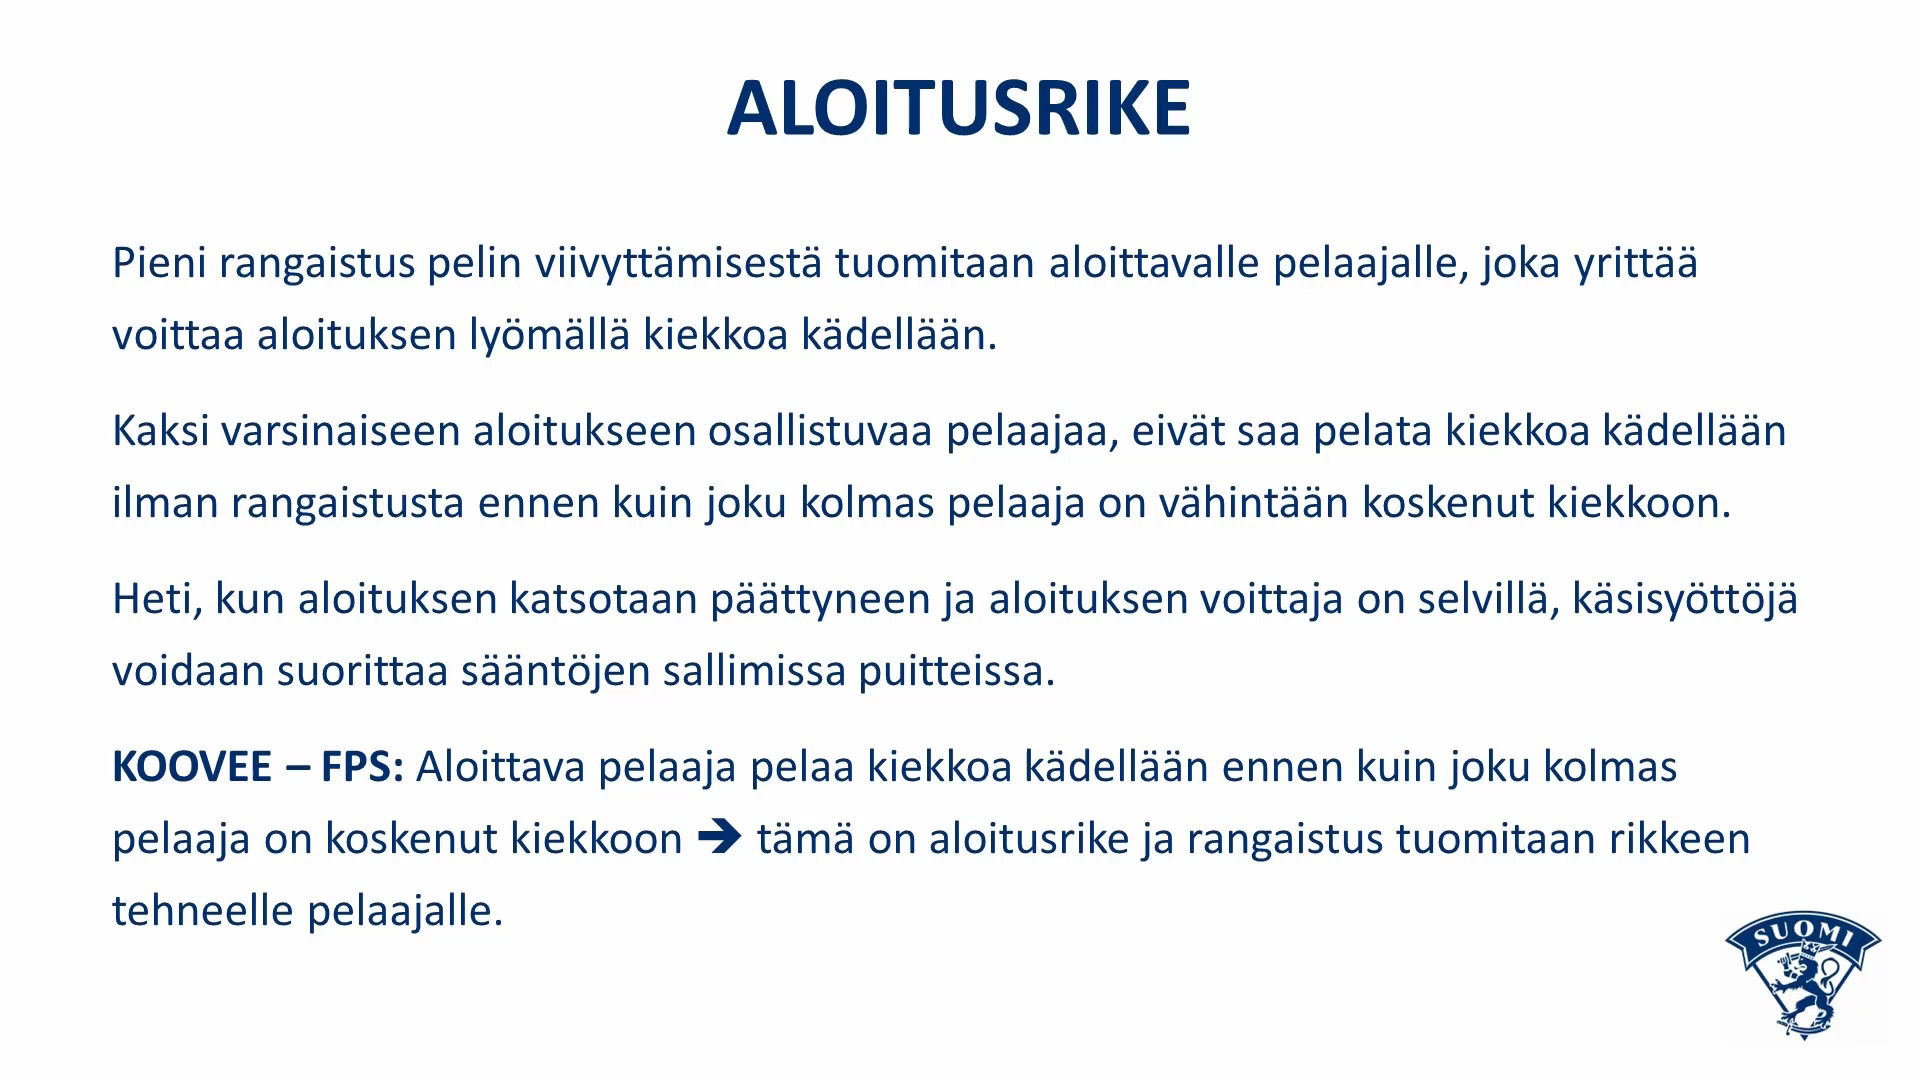 ALOITUSRIKE
Pieni rangaistus pelin viivyttämisestä tuomitaan aloittavalle pelaajalle, joka yrittää
voittaa aloituksen lyömällä kiekkoa kädellään.
Kaksi varsinaiseen aloitukseen osallistuvaa pelaajaa, eivät saa pelata kiekkoa kädellään
ilman rangaistusta ennen kuin joku kolmas pelaaja on vähintään koskenut kiekkoon.
Heti, kun aloituksen katsotaan päättyneen ja aloituksen voittaja on selvillä, käsisyöttöjä
voidaan suorittaa sääntöjen sallimissa puitteissa.
KOOVEE – FPS: Aloittava pelaaja pelaa kiekkoa kädellään ennen kuin joku kolmas
pelaaja on koskenut kiekkoon ➔ tämä on aloitusrike ja rangaistus tuomitaan rikkeen
tehneelle pelaajalle.
SUOMI